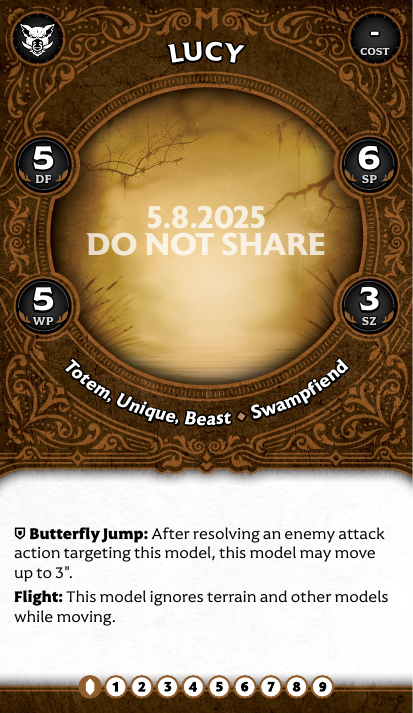 LUCY
-
COST
5
DF
6
SP
5.8.2025
DO NOT SHARE
5
WP
3
SZ
Totem, Unique, Beast ◆ Swampfiend
Butterfly Jump: After resolving an enemy attack
action targeting this model, this model may move
up to 3".
Flight: This model ignores terrain and other models
while moving.
1 2 3 4 5 6 7 8 9